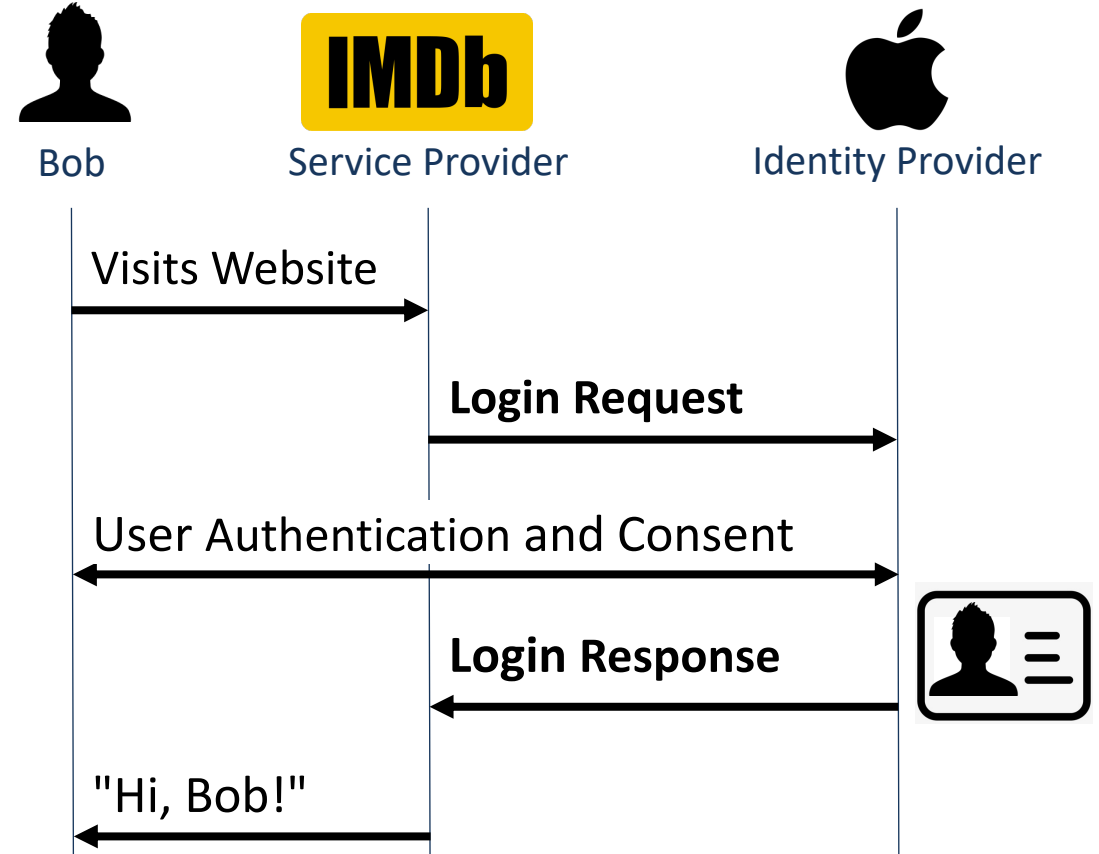 IMDb
Bob
Service Provider
Identity Provider
Visits Website
Login Request
User Authentication and Consent
Login Response
"Hi, Bob!"